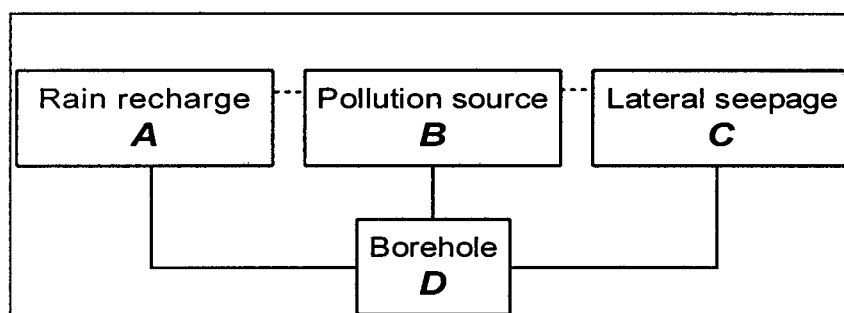 Rain recharge
A
Pollution source
B
Lateral seepage
C
Borehole
D